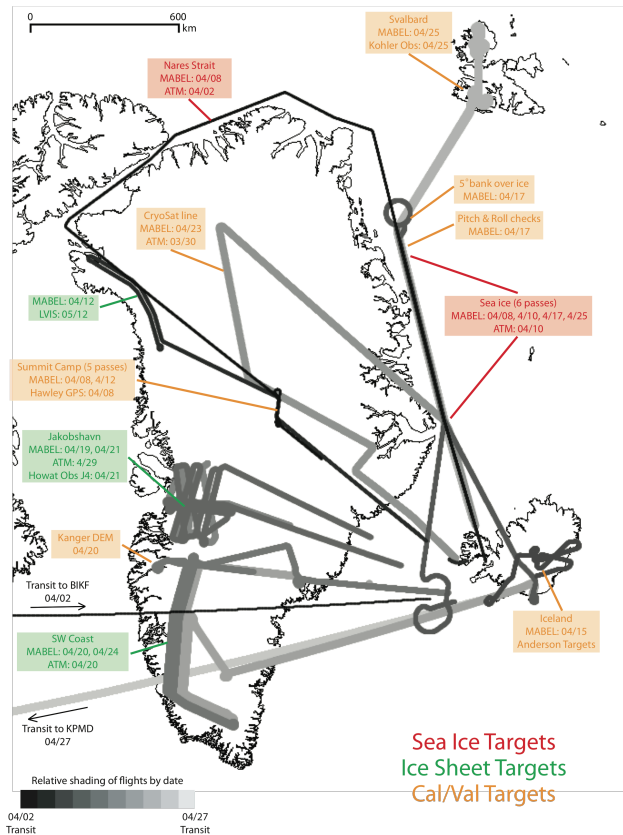 0 600
km
Svalbard
MABEL: 04/25
Kohler Obs: 04/25
Nares Strait
MABEL: 04/08
ATM: 04/02
5˚bank over ice
MABEL: 04/17
CryoSat line
MABEL: 04/23
ATM: 03/30
Pitch & Roll checks
MABEL: 04/17
MABEL: 04/12
LVIS: 05/12
Sea ice (6 passes)
MABEL: 04/08, 4/10, 4/17, 4/25
ATM: 04/10
Summit Camp (5 passes)
MABEL: 04/08, 4/12
Hawley GPS: 04/08
Jakobshavn
MABEL: 04/19, 04/21
ATM: 4/29
Howat Obs J4: 04/21
Kanger DEM
04/20
Transit to BIKF
04/02
Iceland
MABEL: 04/15
Anderson Targets
SW Coast
MABEL: 04/20, 04/24
ATM: 04/20
Transit to KPMD
04/27
Sea Ice Targets
Ice Sheet Targets
Cal/Val Targets
Relative shading of flights by date
04/02 04/27
Transit Transit